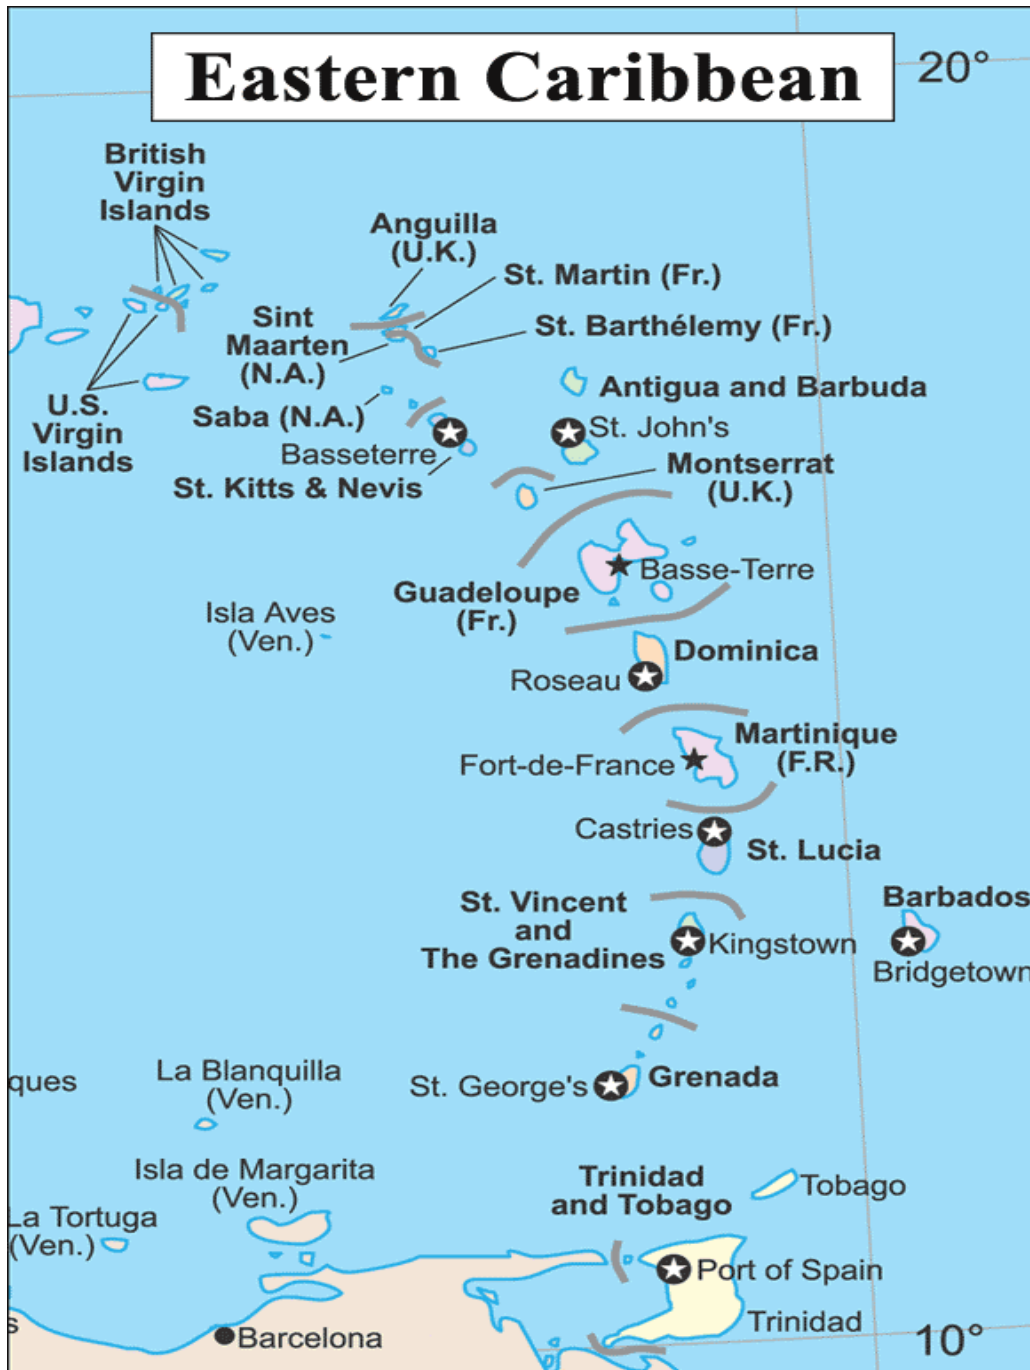 Eastern Caribbean
20°
British
Virgin
Islands
Anguilla
(U.K.)
St. Martin (Fr.)
Sint
Maarten
(N.A.)
St. Barthélemy (Fr.)
Antigua and Barbuda
U.S.
Virgin
Islands
Saba (N.A.)
St. John's
Basseterre
St. Kitts & Nevis
Montserrat
(U.K.)
Basse-Terre
Guadeloupe
(Fr.)
Isla Aves
(Ven.)
Dominica
Roseau
Martinique
(F.R.)
Fort-de-France
Castries
St. Lucia
St. Vincent
and
The Grenadines
Kingstown
Barbados
Bridgetown
ques
La Blanquilla
(Ven.)
St. George's
Grenada
Isla de Margarita
(Ven.)
Trinidad
and Tobago
Tobago
La Tortuga
(Ven.)
Port of Spain
Trinidad
s
Barcelona
10°